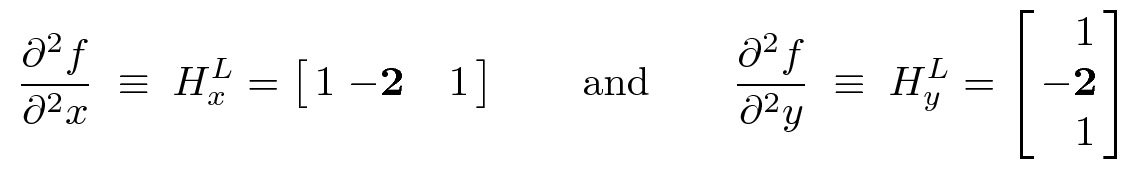 ∂²f/∂²x ≡ H_x^L = [ 1 −2 1 ] and ∂²f/∂²y ≡ H_y^L = [ 1 −2 1 ]